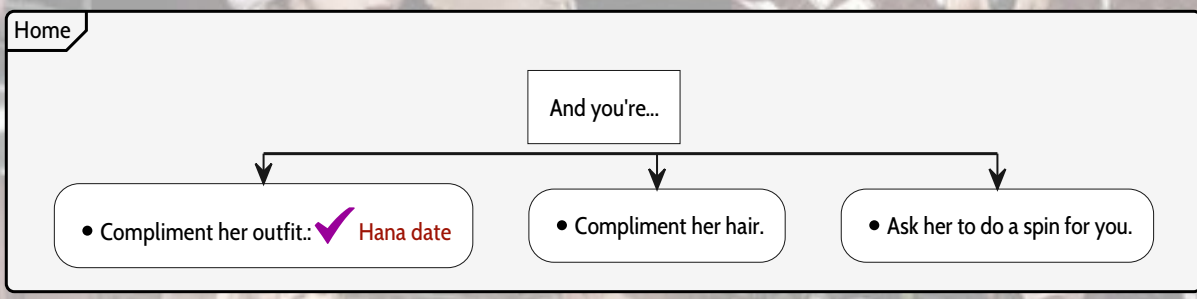 Home
And you're...
• Compliment her outfit.: Hana date
• Compliment her hair.
• Ask her to do a spin for you.